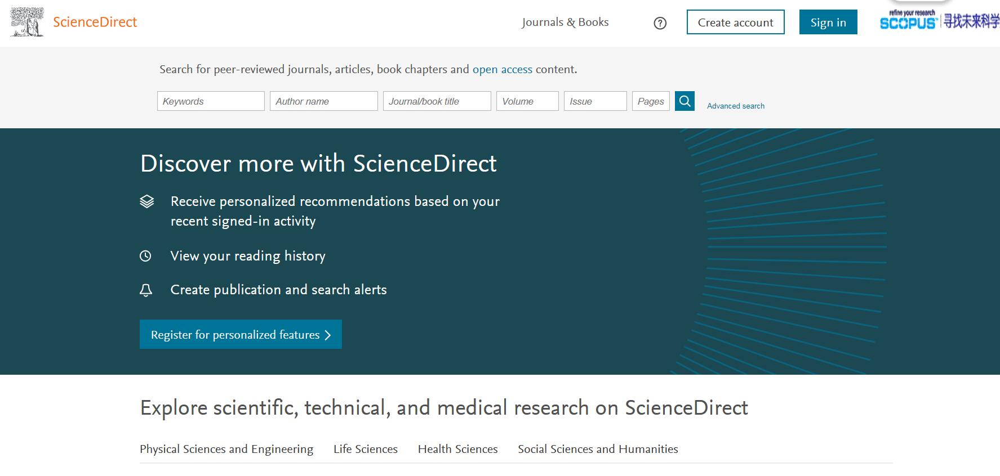 ScienceDirect
Journals & Books
?
Create account
Sign in
refine your research
SCOPUS™ 寻找未来科学
Search for peer-reviewed journals, articles, book chapters and open access content.
Keywords
Author name
Journal/book title
Volume
Issue
Pages
Advanced search
Discover more with ScienceDirect
Receive personalized recommendations based on your
recent signed-in activity
View your reading history
Create publication and search alerts
Register for personalized features
Explore scientific, technical, and medical research on ScienceDirect
Physical Sciences and Engineering
Life Sciences
Health Sciences
Social Sciences and Humanities